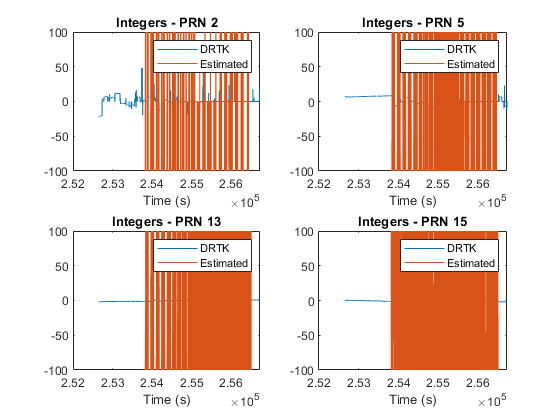 Integers - PRN 2
100
50
0
-50
-100
DRTK
Estimated
2.52 2.53 2.54 2.55 2.56
Time (s)
×10^5
Integers - PRN 5
100
50
0
-50
-100
DRTK
Estimated
2.52 2.53 2.54 2.55 2.56
Time (s)
×10^5
Integers - PRN 13
100
50
0
-50
-100
DRTK
Estimated
2.52 2.53 2.54 2.55 2.56
Time (s)
×10^5
Integers - PRN 15
100
50
0
-50
-100
DRTK
Estimated
2.52 2.53 2.54 2.55 2.56
Time (s)
×10^5